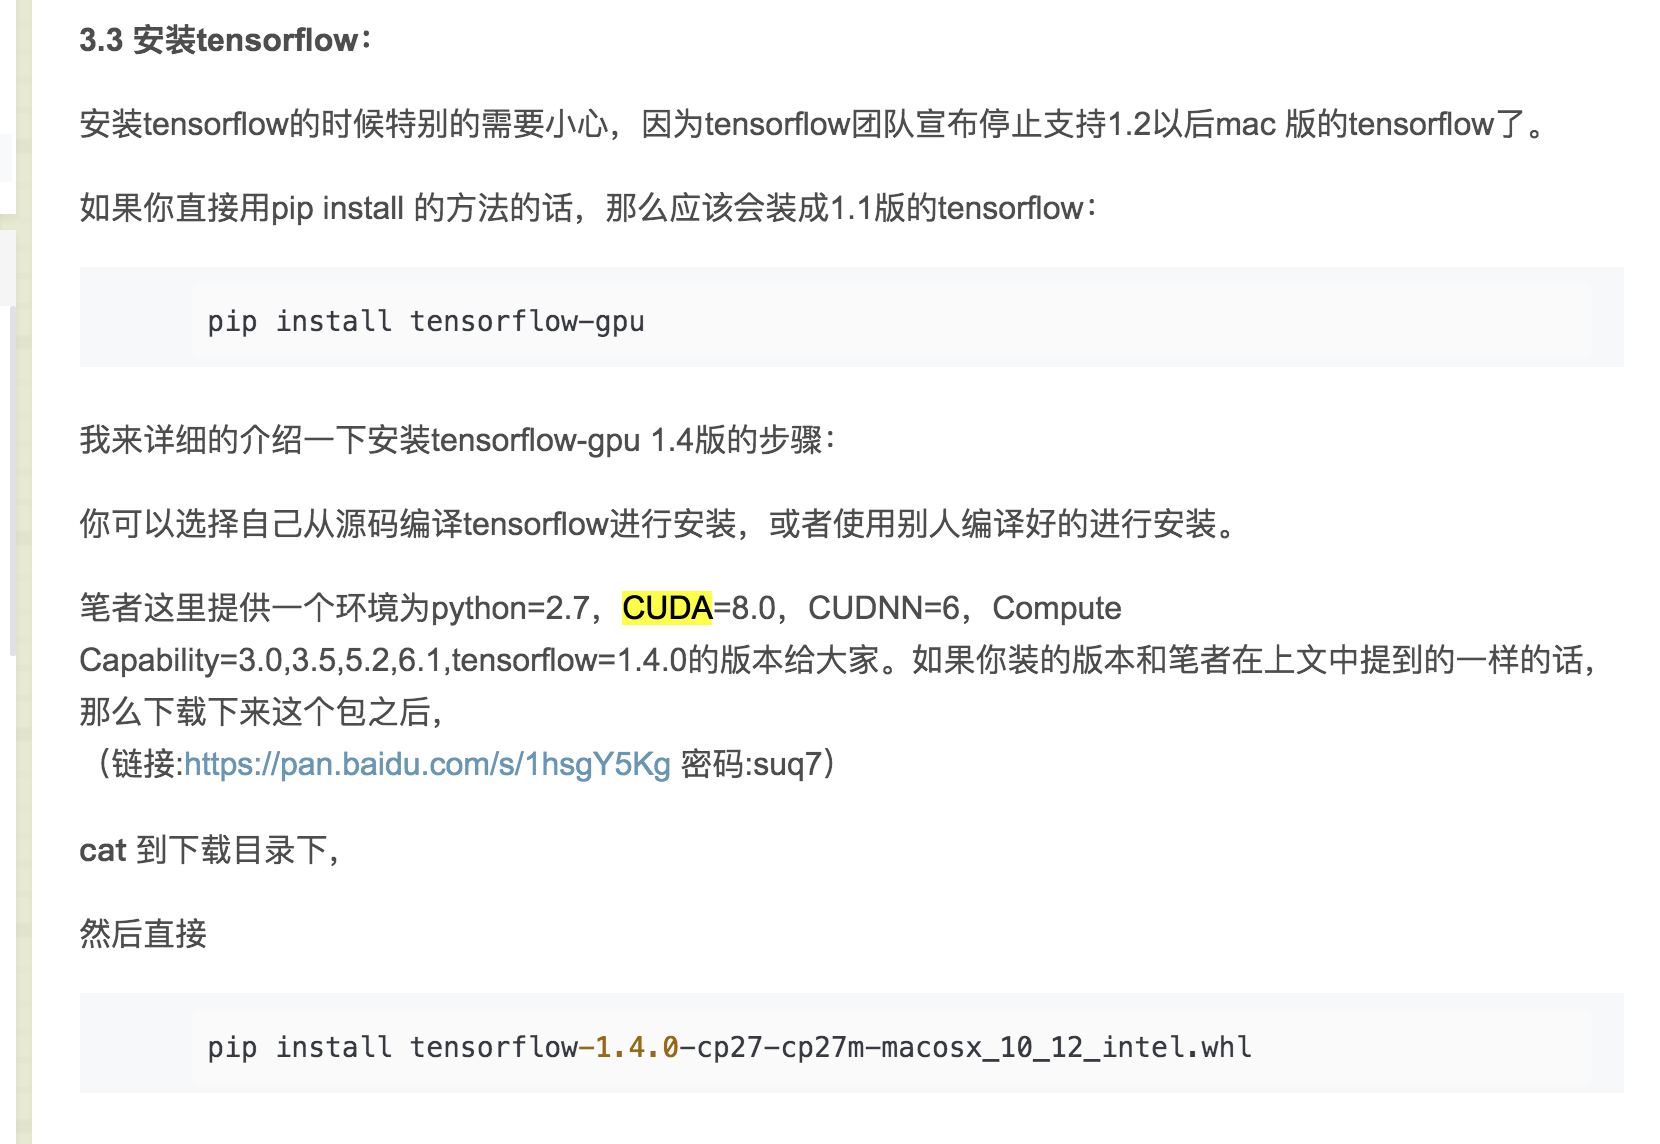 3.3 安装tensorflow：
安装tensorflow的时候特别的需要小心，因为tensorflow团队宣布停止支持1.2以后mac 版的tensorflow了。
如果你直接用pip install 的方法的话，那么应该会装成1.1版的tensorflow：
pip install tensorflow-gpu
我来详细的介绍一下安装tensorflow-gpu 1.4版的步骤：
你可以选择自己从源码编译tensorflow进行安装，或者使用别人编译好的进行安装。
笔者这里提供一个环境为python=2.7，CUDA=8.0，CUDNN=6，Compute
Capability=3.0,3.5,5.2,6.1,tensorflow=1.4.0的版本给大家。如果你装的版本和笔者在上文中提到的一样的话，
那么下载下来这个包之后，
（链接:https://pan.baidu.com/s/1hsgY5Kg 密码:suq7）
cat 到下载目录下，
然后直接
pip install tensorflow-1.4.0-cp27-cp27m-macosx_10_12_intel.whl